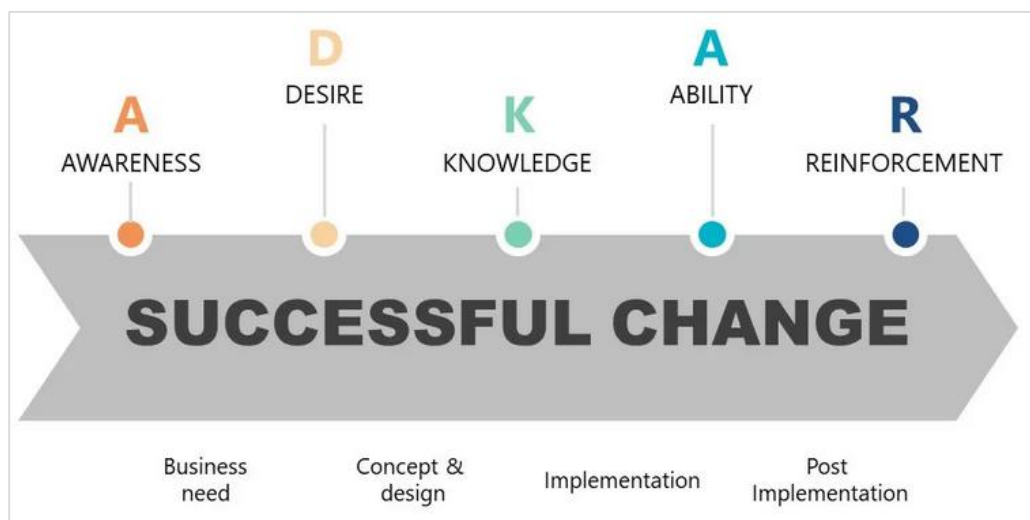 A
AWARENESS
D
DESIRE
K
KNOWLEDGE
A
ABILITY
R
REINFORCEMENT
SUCCESSFUL CHANGE
Business
need
Concept &
design
Implementation
Post
Implementation